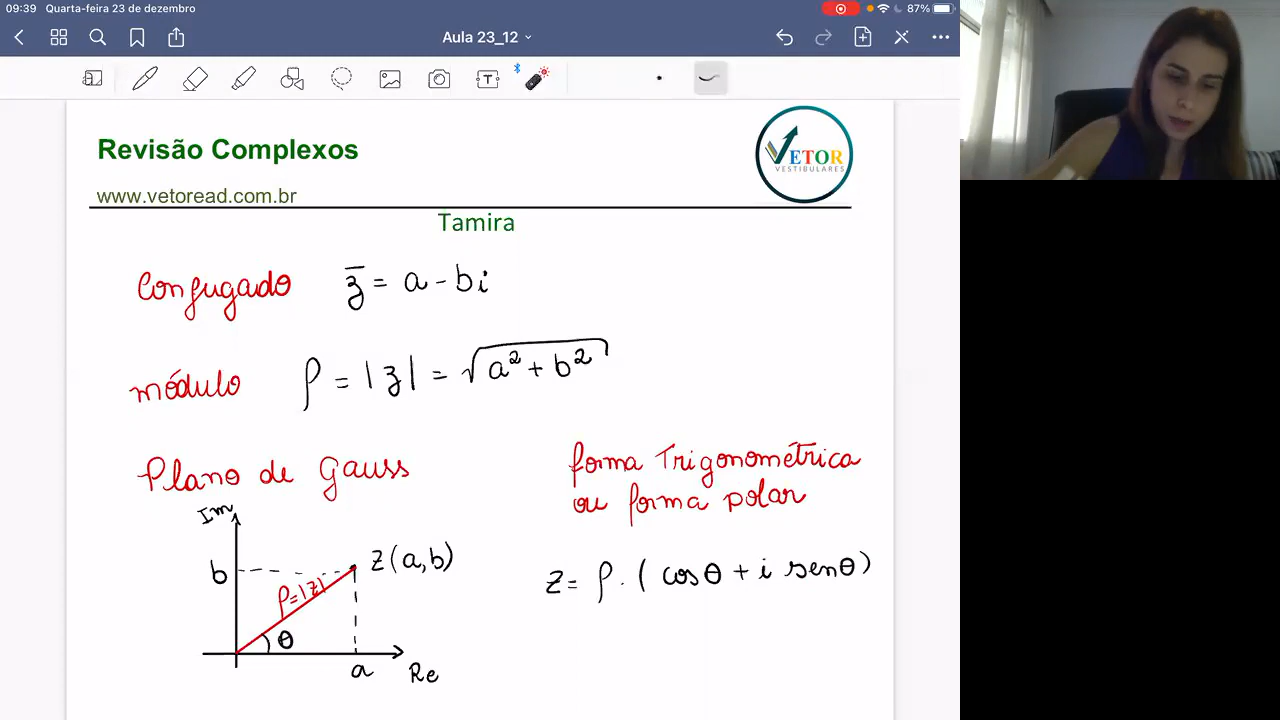 09:39 Quarta-feira 23 de dezembro
87%
Aula 23_12
T
Revisão Complexos
VETOR
VESTIBULARES
www.vetoread.com.br
Tamira
Conjugado z̅ = a - bi
módulo ρ = |z| = √(a² + b²)
Plano de Gauss
forma Trigonométrica
ou forma polar
Im
b
z(a,b)
ρ=|z|
θ
a
Re
z = ρ · ( cosθ + i senθ )